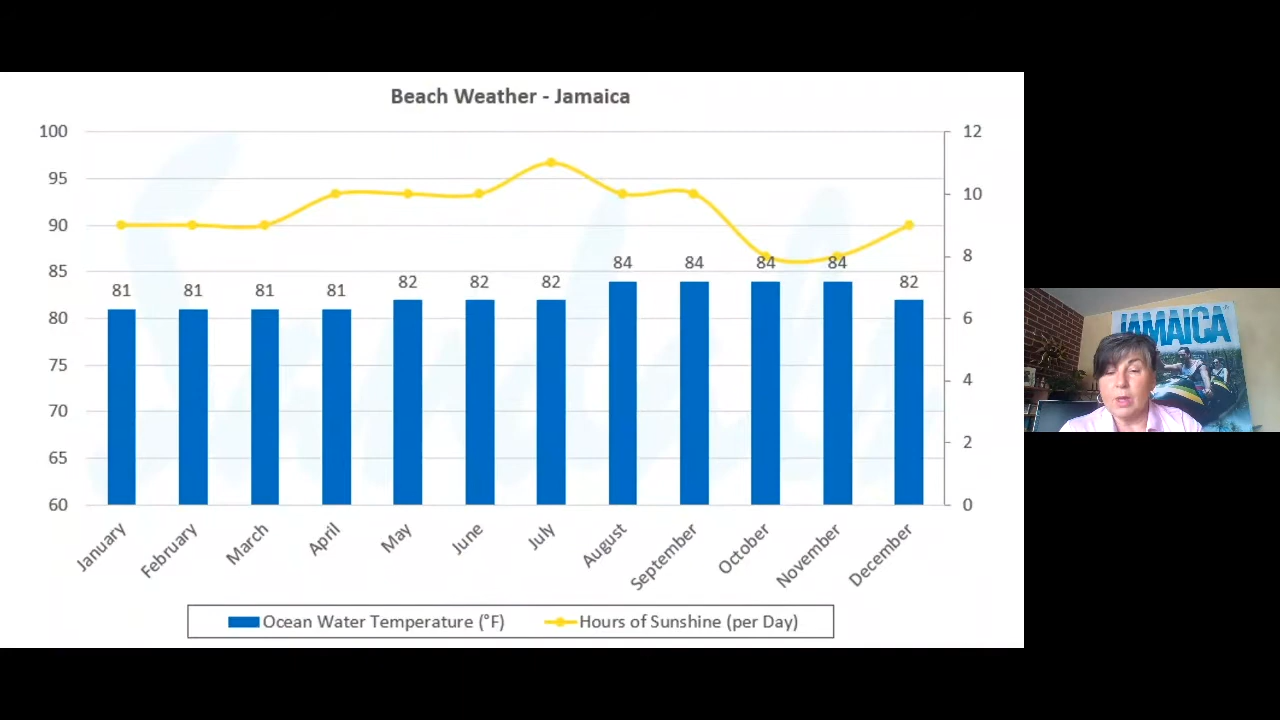 Beach Weather - Jamaica
100
95
90
85
80
75
70
65
60
12
10
8
6
4
2
0
81
81
81
81
82
82
82
84
84
84
84
82
January
February
March
April
May
June
July
August
September
October
November
December
Ocean Water Temperature (°F)
Hours of Sunshine (per Day)
JAMAICA